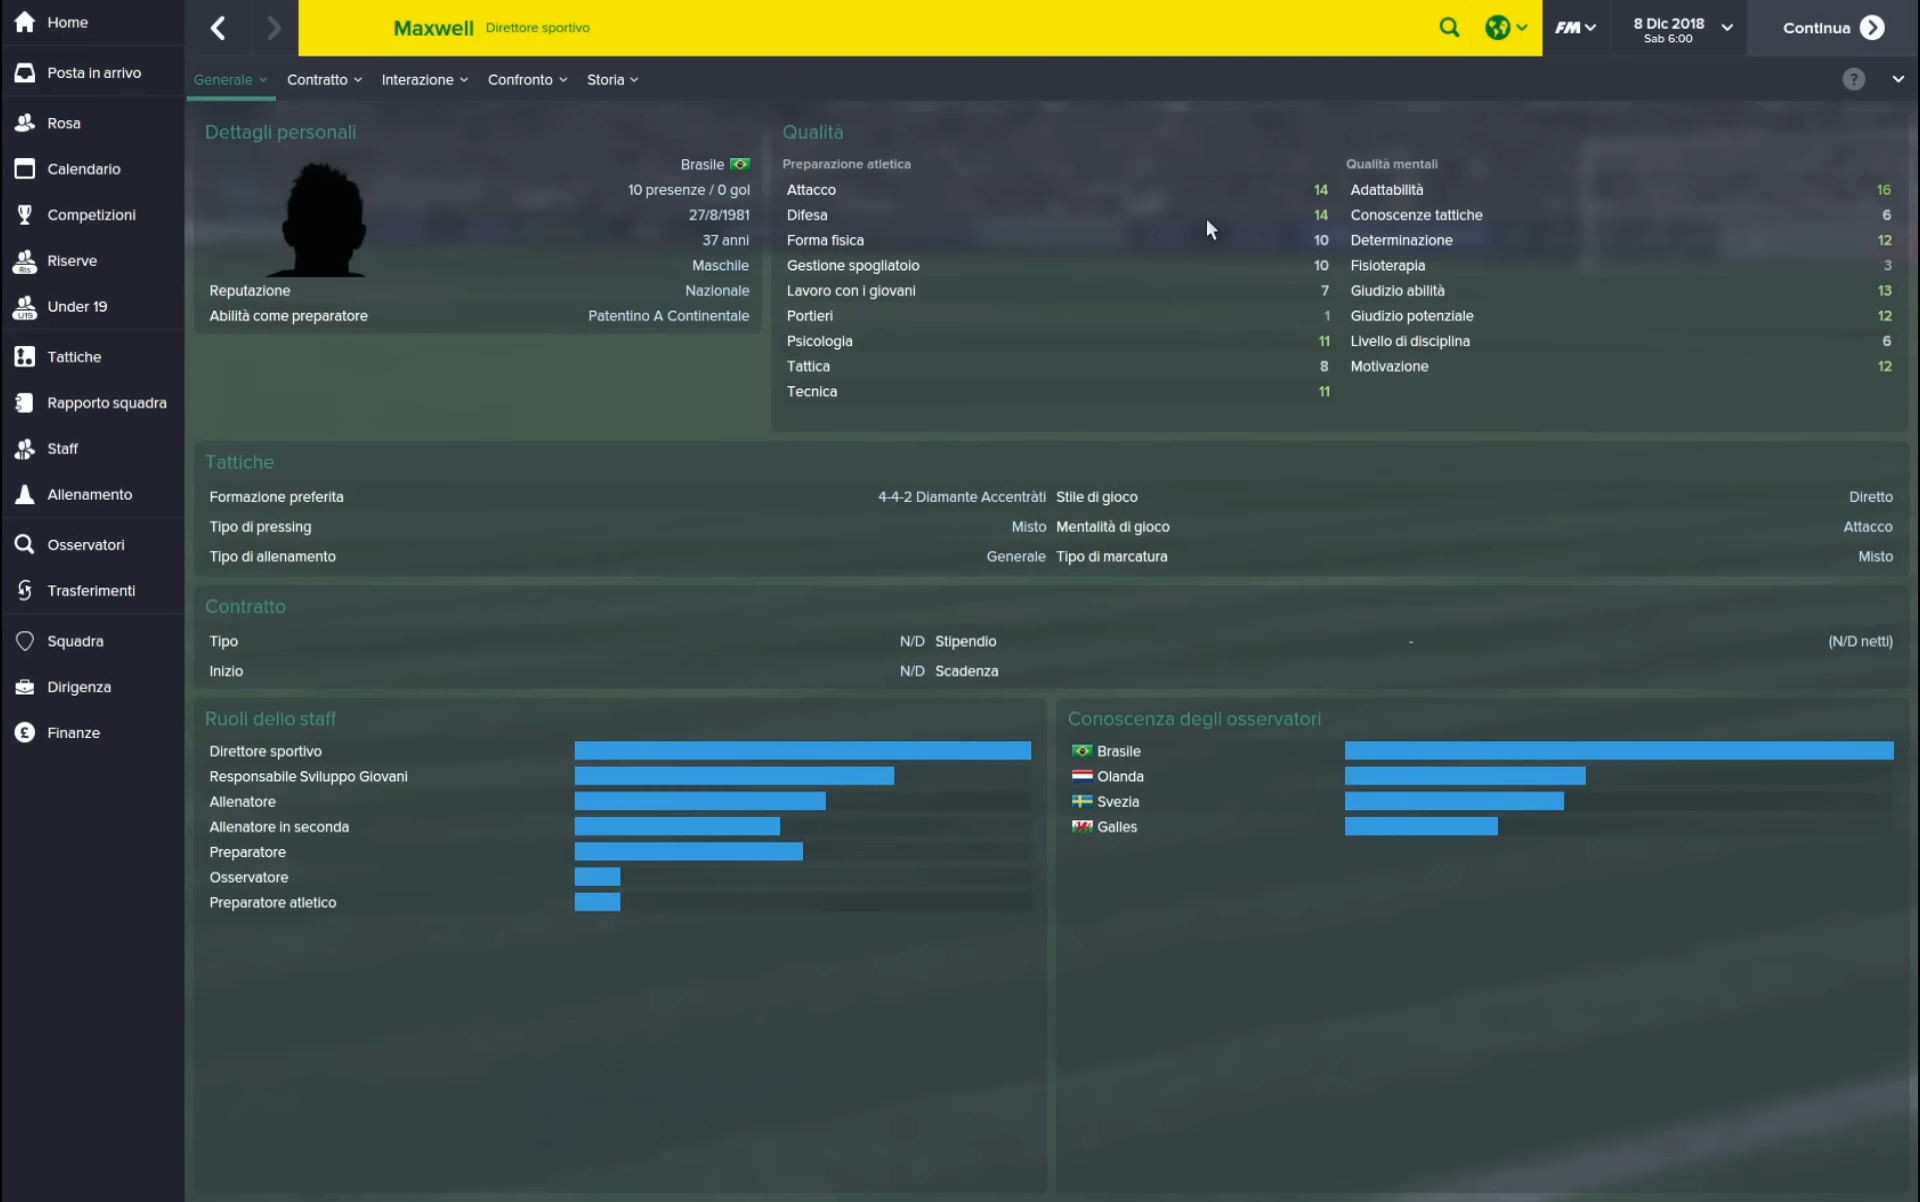 Home
Posta in arrivo
Rosa
Calendario
Competizioni
Ris
Riserve
U19
Under 19
Tattiche
Rapporto squadra
Staff
Allenamento
Osservatori
Trasferimenti
Squadra
Dirigenza
£
Finanze
Maxwell Direttore sportivo
FM
8 Dic 2018
Sab 6:00
Continua
Generale Contratto Interazione Confronto Storia ?
Dettagli personali
Brasile
10 presenze / 0 gol
27/8/1981
37 anni
Maschile
Reputazione Nazionale
Abilità come preparatore Patentino A Continentale
Qualità
Preparazione atletica
Attacco 14
Difesa 14
Forma fisica 10
Gestione spogliatoio 10
Lavoro con i giovani 7
Portieri 1
Psicologia 11
Tattica 8
Tecnica 11
Qualità mentali
Adattabilità 16
Conoscenze tattiche 6
Determinazione 12
Fisioterapia 3
Giudizio abilità 13
Giudizio potenziale 12
Livello di disciplina 6
Motivazione 12
Tattiche
Formazione preferita 4-4-2 Diamante Accentràti Stile di gioco Diretto
Tipo di pressing Misto Mentalità di gioco Attacco
Tipo di allenamento Generale Tipo di marcatura Misto
Contratto
Tipo N/D Stipendio - (N/D netti)
Inizio N/D Scadenza
Ruoli dello staff
Direttore sportivo
Responsabile Sviluppo Giovani
Allenatore
Allenatore in seconda
Preparatore
Osservatore
Preparatore atletico
Conoscenza degli osservatori
Brasile
Olanda
Svezia
Galles